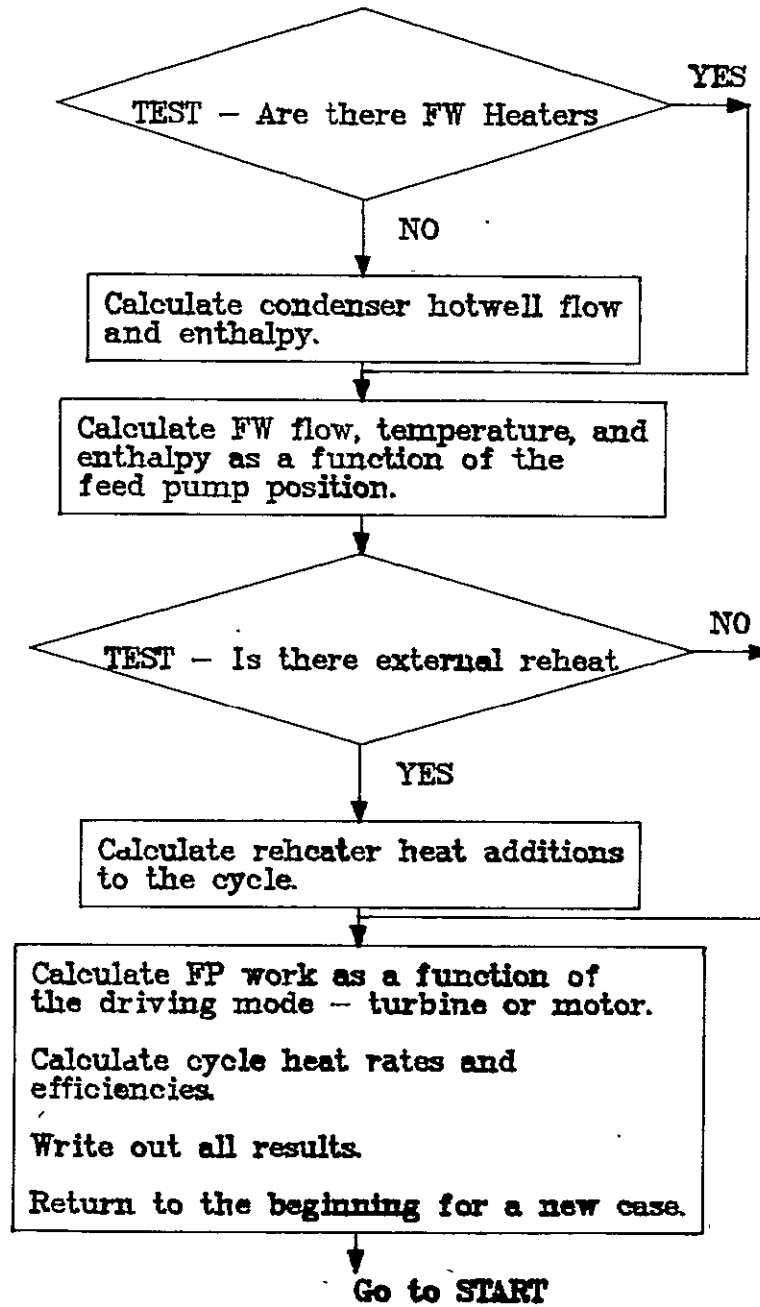 YES
TEST – Are there FW Heaters
NO
Calculate condenser hotwell flow
and enthalpy.
Calculate FW flow, temperature, and
enthalpy as a function of the
feed pump position.
NO
TEST – Is there external reheat
YES
Calculate rehcater heat additions
to the cycle.
Calculate FP work as a function of
the driving mode – turbine or motor.
Calculate cycle heat rates and
efficiencies.
Write out all results.
Return to the beginning for a new case.
Go to START